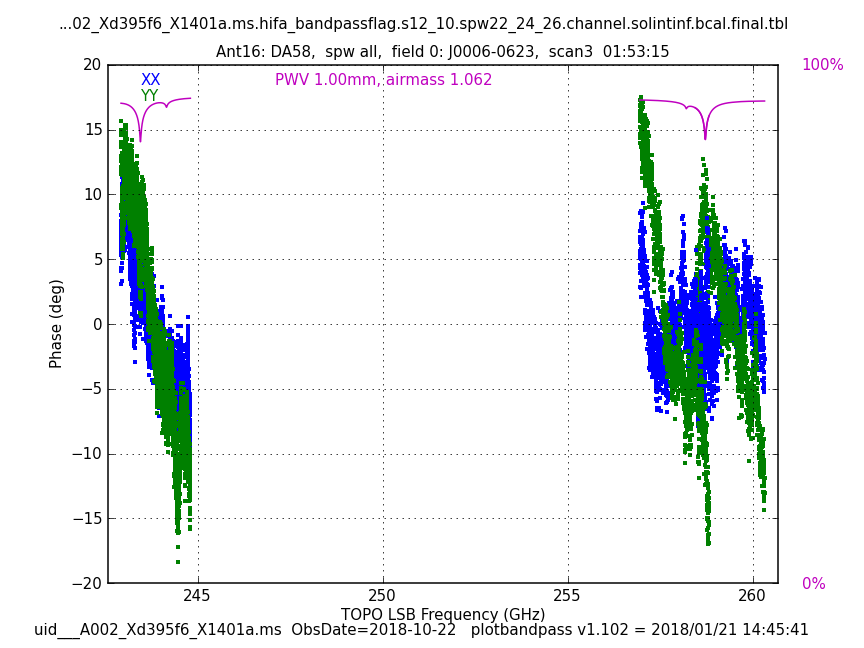 ...02_Xd395f6_X1401a.ms.hifa_bandpassflag.s12_10.spw22_24_26.channel.solintinf.bcal.final.tbl
Ant16: DA58,  spw all,  field 0: J0006-0623,  scan3  01:53:15
XX
YY
PWV 1.00mm, airmass 1.062
100%
0%
20
15
10
5
0
−5
−10
−15
−20
Phase (deg)
245
250
255
260
TOPO LSB Frequency (GHz)
uid___A002_Xd395f6_X1401a.ms  ObsDate=2018-10-22   plotbandpass v1.102 = 2018/01/21 14:45:41